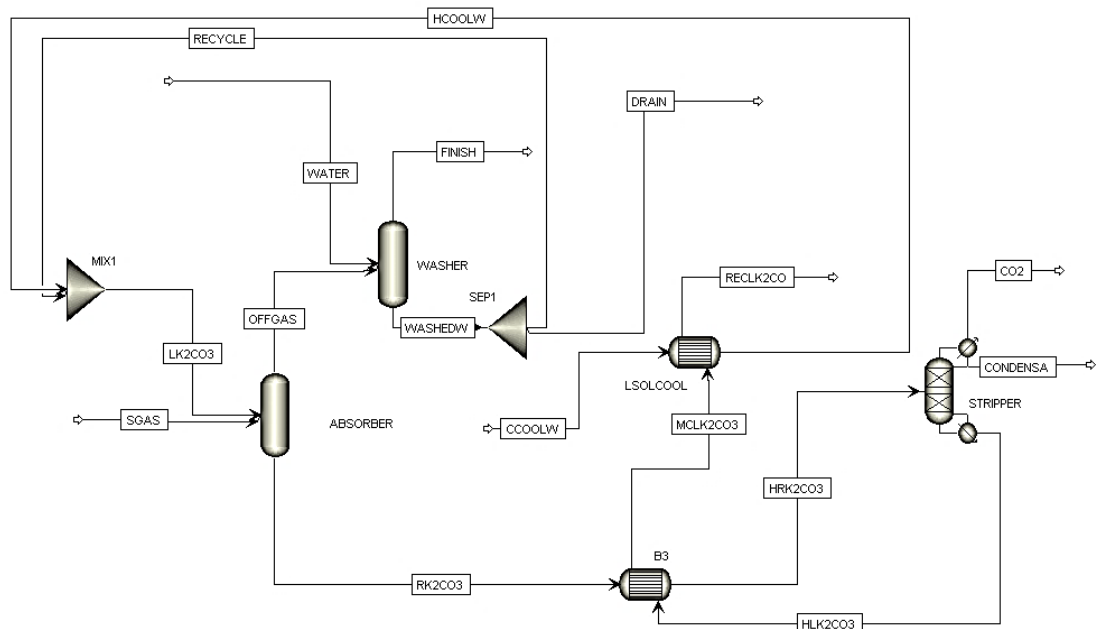 HCOOLW
RECYCLE
DRAIN
FINISH
WATER
MIX1
WASHER
RECLK2CO
CO2
SEP1
OFFGAS
WASHEDW
LK2CO3
LSOLCOOL
CONDENSA
STRIPPER
SGAS
ABSORBER
CCOOLW
MCLK2CO3
HRK2CO3
B3
RK2CO3
HLK2CO3